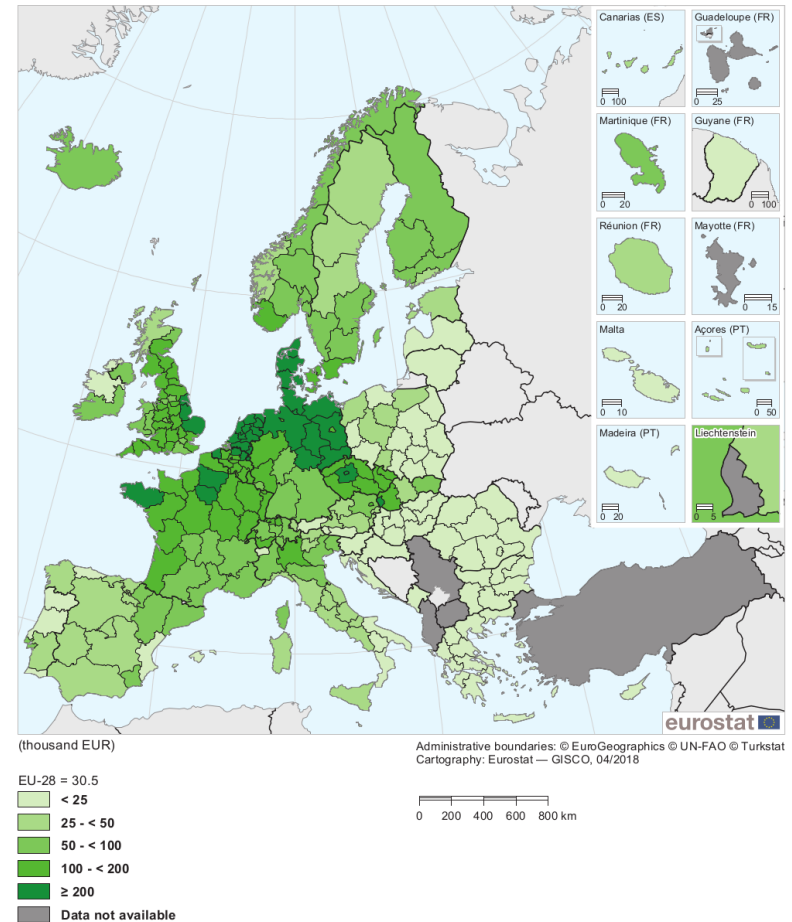 Canarias (ES)
0 100
Guadeloupe (FR)
0 25
Martinique (FR)
0 20
Guyane (FR)
0 100
Réunion (FR)
0 20
Mayotte (FR)
0 15
Malta
0 10
Açores (PT)
0 50
Madeira (PT)
0 20
Liechtenstein
0 5
eurostat
(thousand EUR)
Administrative boundaries: © EuroGeographics © UN-FAO © Turkstat
Cartography: Eurostat — GISCO, 04/2018
EU-28 = 30.5
< 25
25 - < 50
50 - < 100
100 - < 200
≥ 200
Data not available
0 200 400 600 800 km